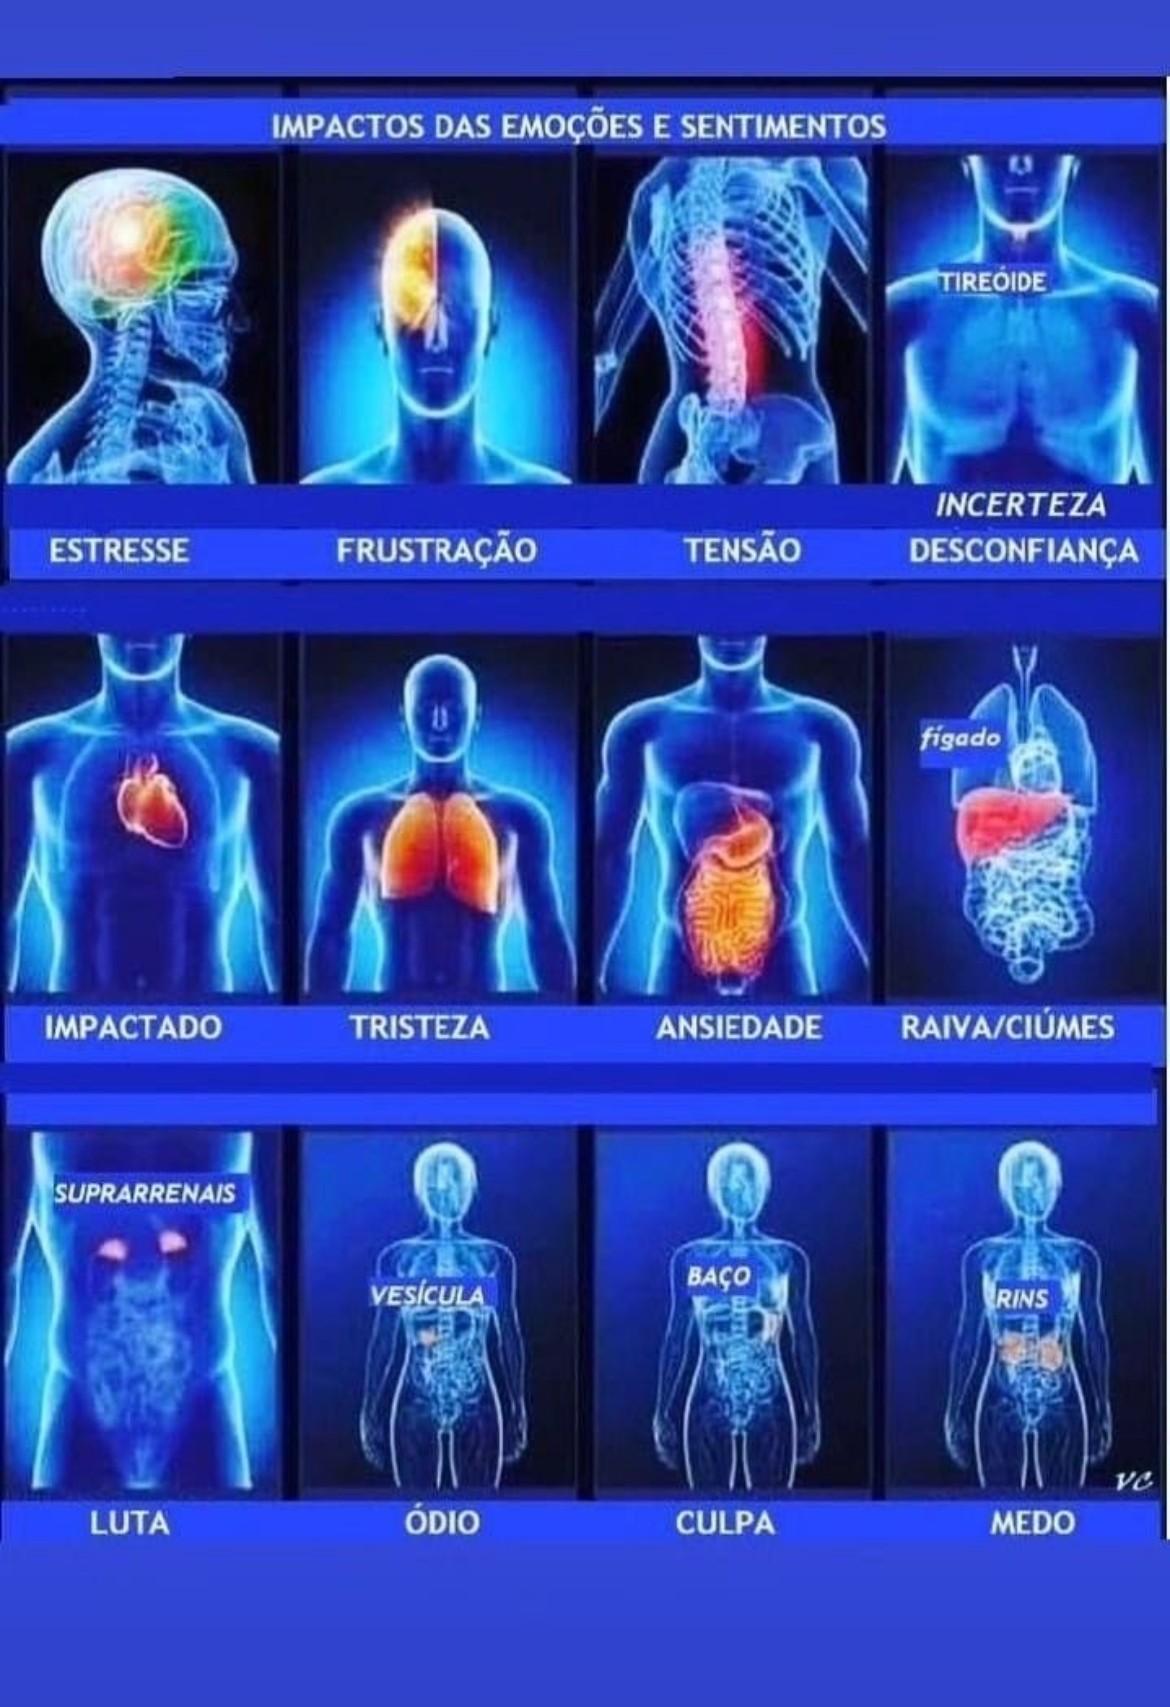 IMPACTOS DAS EMOÇÕES E SENTIMENTOS
TIREÓIDE
INCERTEZA
ESTRESSE FRUSTRAÇÃO TENSÃO DESCONFIANÇA
fígado
IMPACTADO TRISTEZA ANSIEDADE RAIVA/CIÚMES
SUPRARRENAIS
VESÍCULA
BAÇO
RINS
VC
LUTA ÓDIO CULPA MEDO